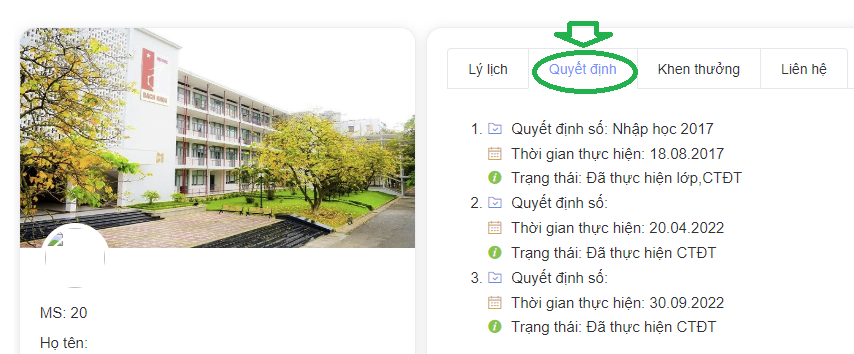 BÁCH KHOA
Lý lịch
Quyết định
Khen thưởng
Liên hệ
1. Quyết định số: Nhập học 2017
Thời gian thực hiện: 18.08.2017
Trạng thái: Đã thực hiện lớp,CTĐT
2. Quyết định số:
Thời gian thực hiện: 20.04.2022
Trạng thái: Đã thực hiện CTĐT
3. Quyết định số:
Thời gian thực hiện: 30.09.2022
Trạng thái: Đã thực hiện CTĐT
MS: 20
Họ tên: